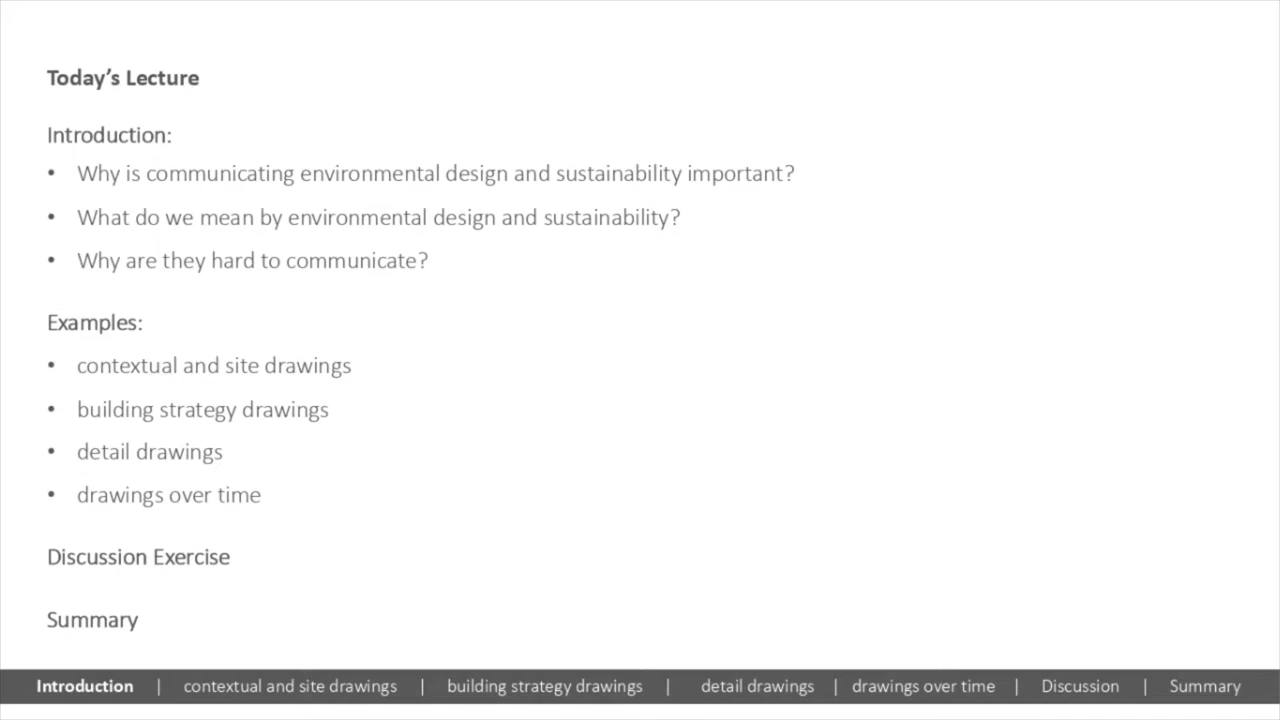 Today’s Lecture
Introduction:
• Why is communicating environmental design and sustainability important?
• What do we mean by environmental design and sustainability?
• Why are they hard to communicate?
Examples:
• contextual and site drawings
• building strategy drawings
• detail drawings
• drawings over time
Discussion Exercise
Summary
Introduction | contextual and site drawings | building strategy drawings | detail drawings | drawings over time | Discussion | Summary